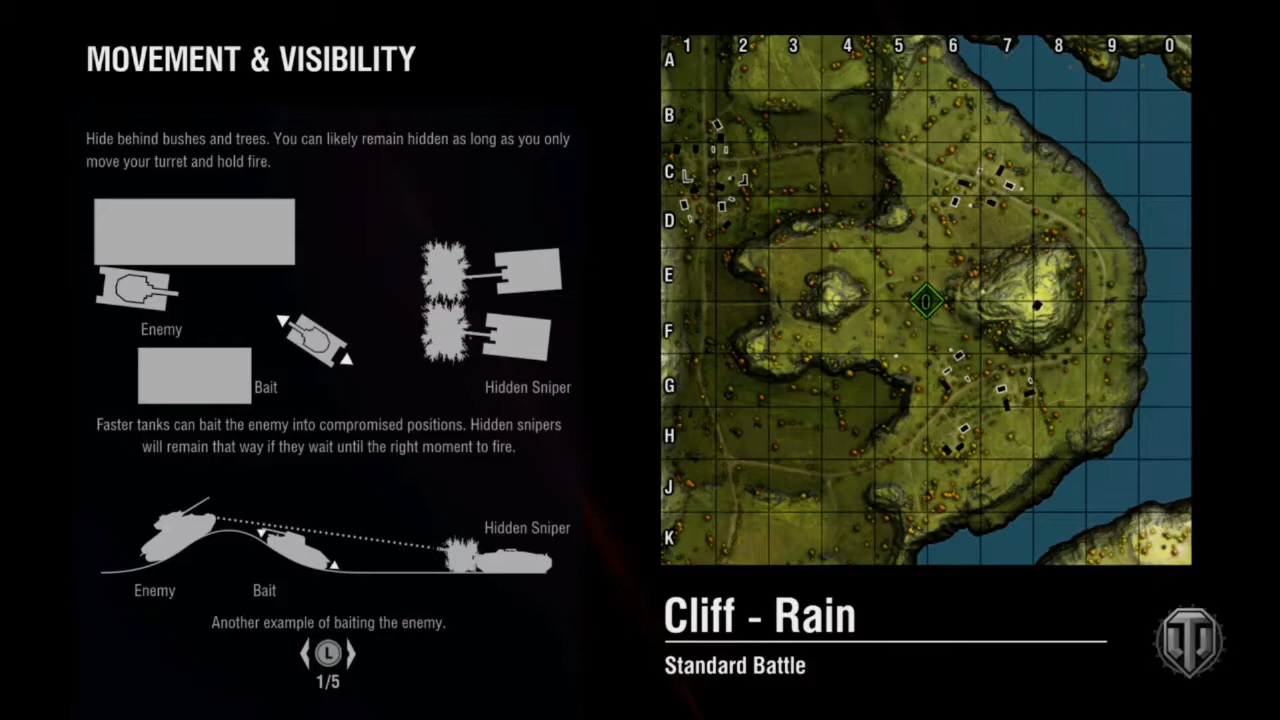 MOVEMENT & VISIBILITY
Hide behind bushes and trees. You can likely remain hidden as long as you only
move your turret and hold fire.
Enemy
Bait
Hidden Sniper
Faster tanks can bait the enemy into compromised positions. Hidden snipers
will remain that way if they wait until the right moment to fire.
Hidden Sniper
Enemy
Bait
Another example of baiting the enemy.
L
1/5
1 2 3 4 5 6 7 8 9 0
A
B
C
D
E
0
F
G
H
J
K
Cliff - Rain
Standard Battle